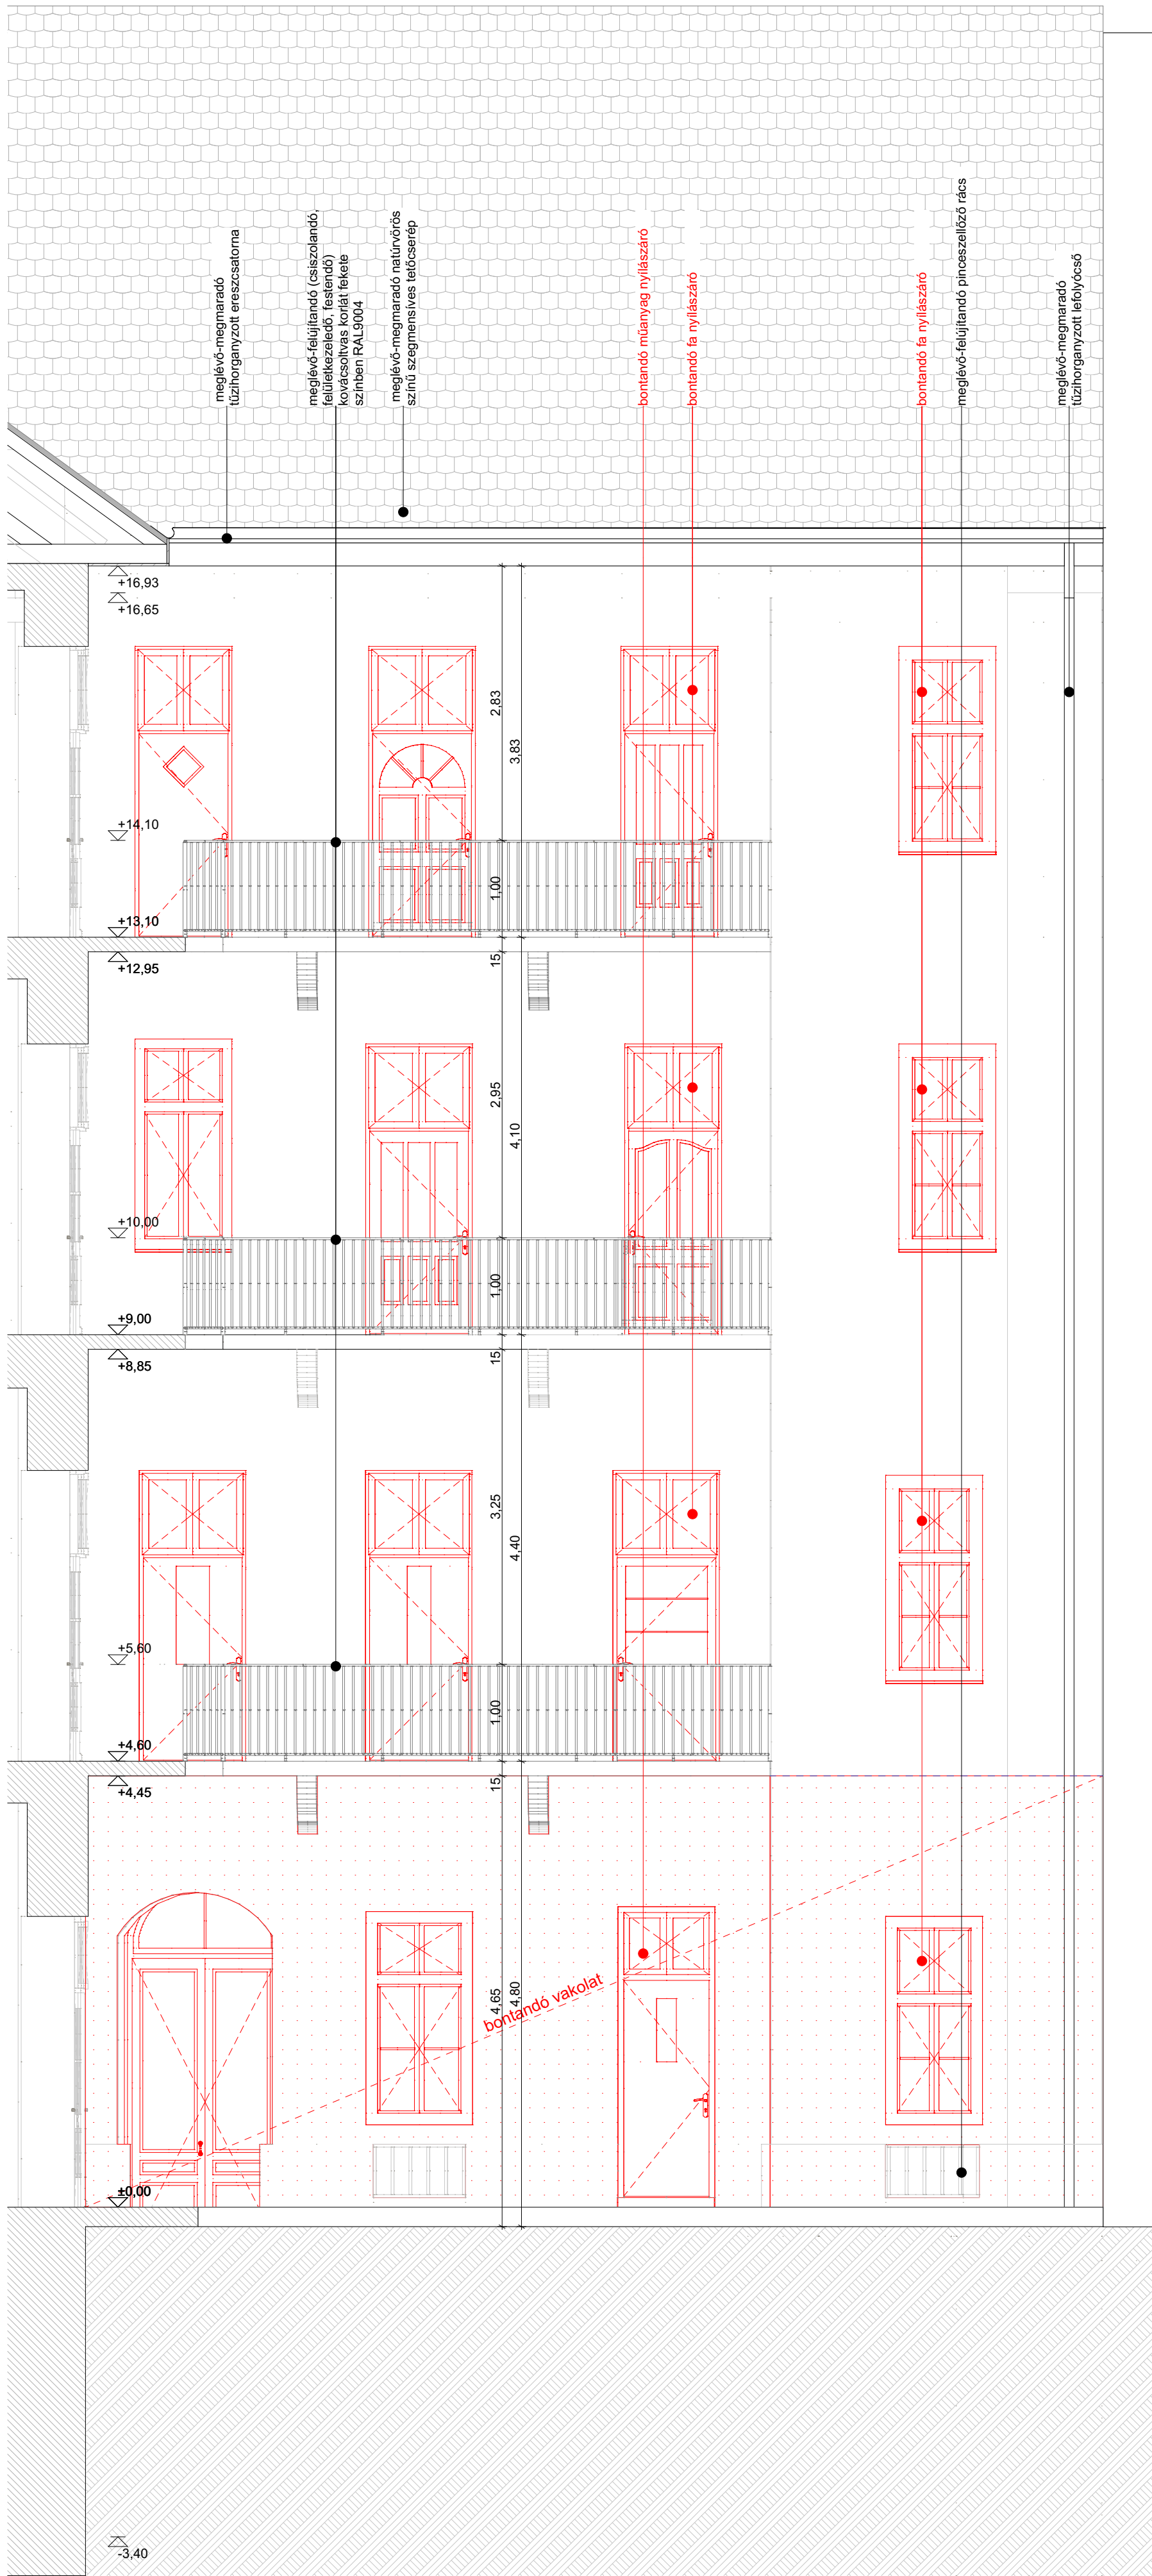 meglévő-megmaradó
tűzihorganyzott ereszcsatorna
meglévő-felújítandó (csiszolandó,
felületkezeledő, festendő)
kovácsoltvas korlát fekete
színben RAL9004
meglévő-megmaradó natúrvörös
színű szegmensíves tetőcserép
bontandó műanyag nyílászáró
bontandó fa nyílászáró
bontandó fa nyílászáró
meglévő-felújítandó pinceszellőző rács
meglévő-megmaradó
tűzihorganyzott lefolyócső
+16,93
+16,65
2,83
3,83
+14,10
1,00
+13,10
15
+12,95
2,95
4,10
+10,00
1,00
+9,00
15
+8,85
3,25
4,40
+5,60
1,00
+4,60
15
+4,45
bontandó vakolat
4,65
4,80
±0,00
-3,40